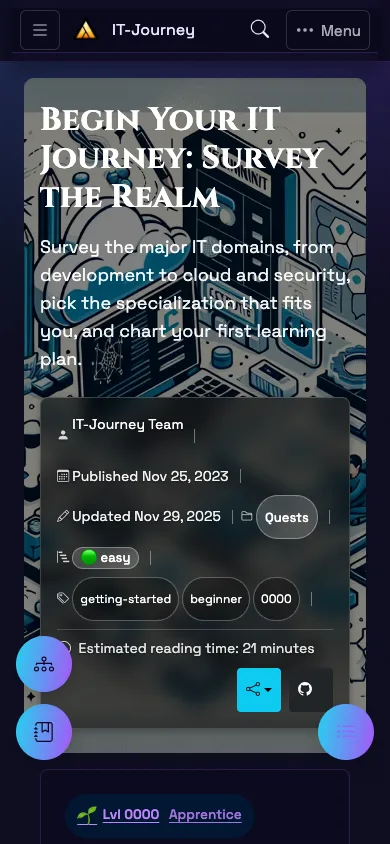 IT-Journey
Menu
Begin Your IT
Journey: Survey
the Realm
Survey the major IT domains, from
development to cloud and security,
pick the specialization that fits
you, and chart your first learning
plan.
IT-Journey Team
Published Nov 25, 2023
Updated Nov 29, 2025
Quests
easy
getting-started
beginner
0000
Estimated reading time: 21 minutes
Lvl 0000 Apprentice